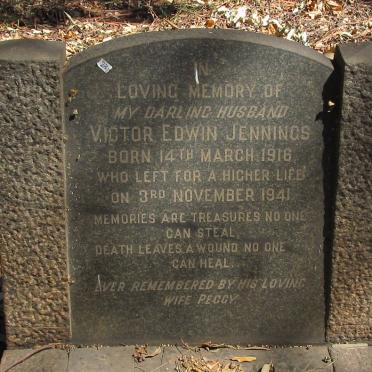 IN
LOVING MEMORY OF
MY DARLING HUSBAND
VICTOR EDWIN JENNINGS
BORN 14TH MARCH 1916
WHO LEFT FOR A HIGHER LIFE
ON 3RD NOVEMBER 1941
MEMORIES ARE TREASURES NO ONE
CAN STEAL,
DEATH LEAVES A WOUND NO ONE
CAN HEAL.
EVER REMEMBERED BY HIS LOVING
WIFE PEGGY.